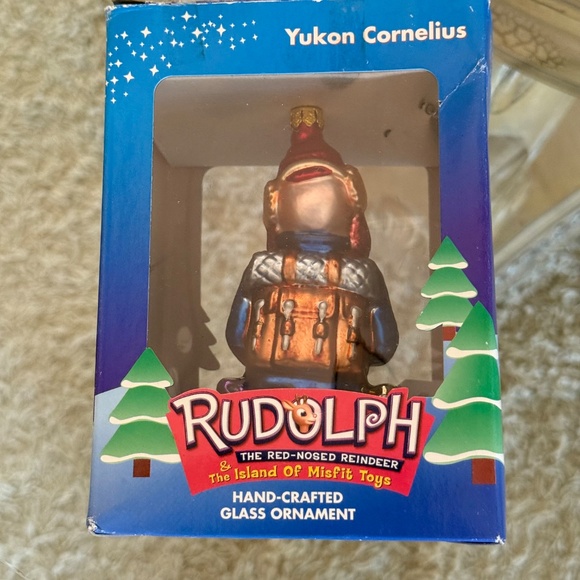 Yukon Cornelius
RUDOLPH
THE RED-NOSED REINDEER
& The Island Of Misfit Toys
HAND-CRAFTED
GLASS ORNAMENT